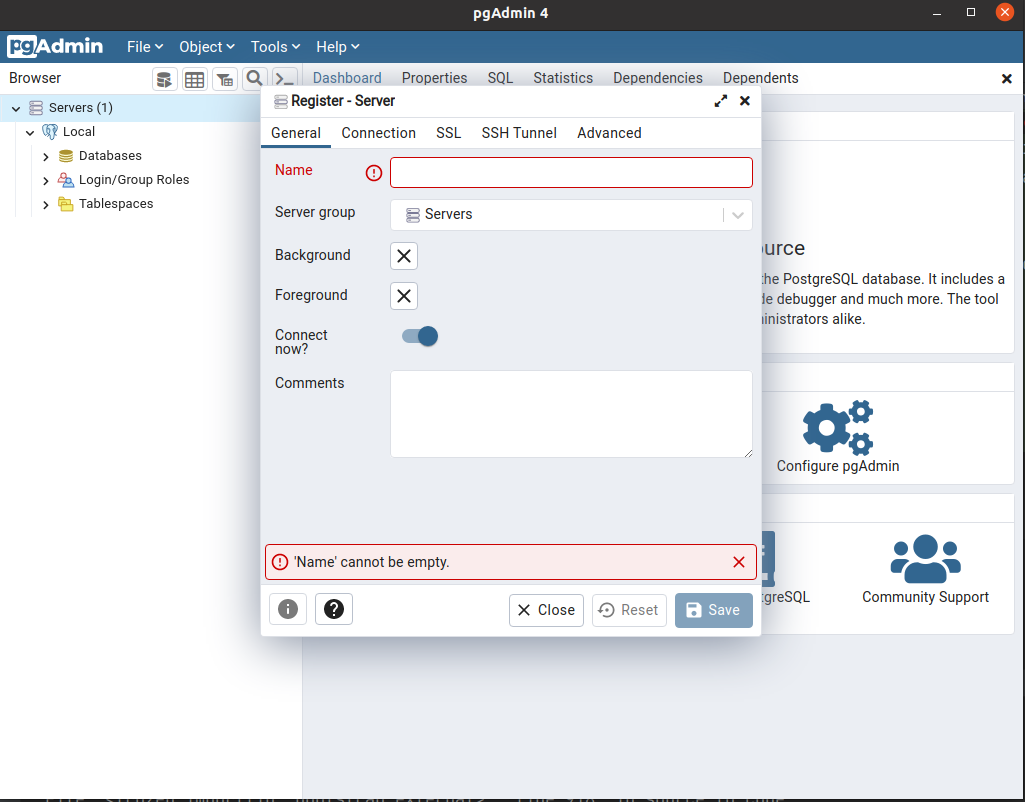 pgAdmin 4
pgAdmin
File Object Tools Help
Browser
Dashboard Properties SQL Statistics Dependencies Dependents
Servers (1)
Local
Databases
Login/Group Roles
Tablespaces
Register - Server
General Connection SSL SSH Tunnel Advanced
Name
Server group
Servers
Background
Foreground
Connect
now?
Comments
'Name' cannot be empty.
Close Reset Save
ource
the PostgreSQL database. It includes a
de debugger and much more. The tool
ministrators alike.
Configure pgAdmin
greSQL
Community Support